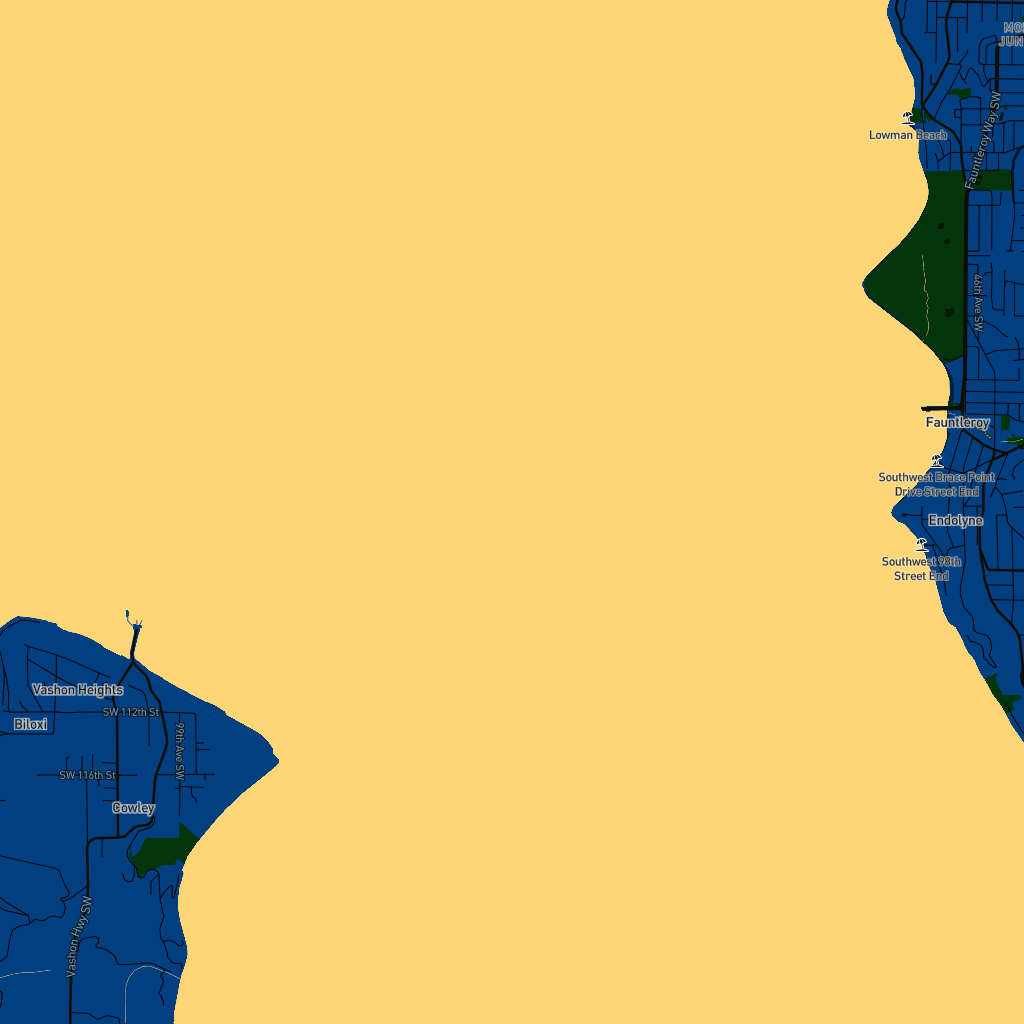 MO
JUN
Fauntleroy Way SW
Lowman Beach
46th Ave SW
Fauntleroy
Southwest Brace Point
Drive Street End
Endolyne
Southwest 98th
Street End
Vashon Heights
SW 112th St
Biloxi
99th Ave SW
SW 116th St
Cowley
Vashon Hwy SW